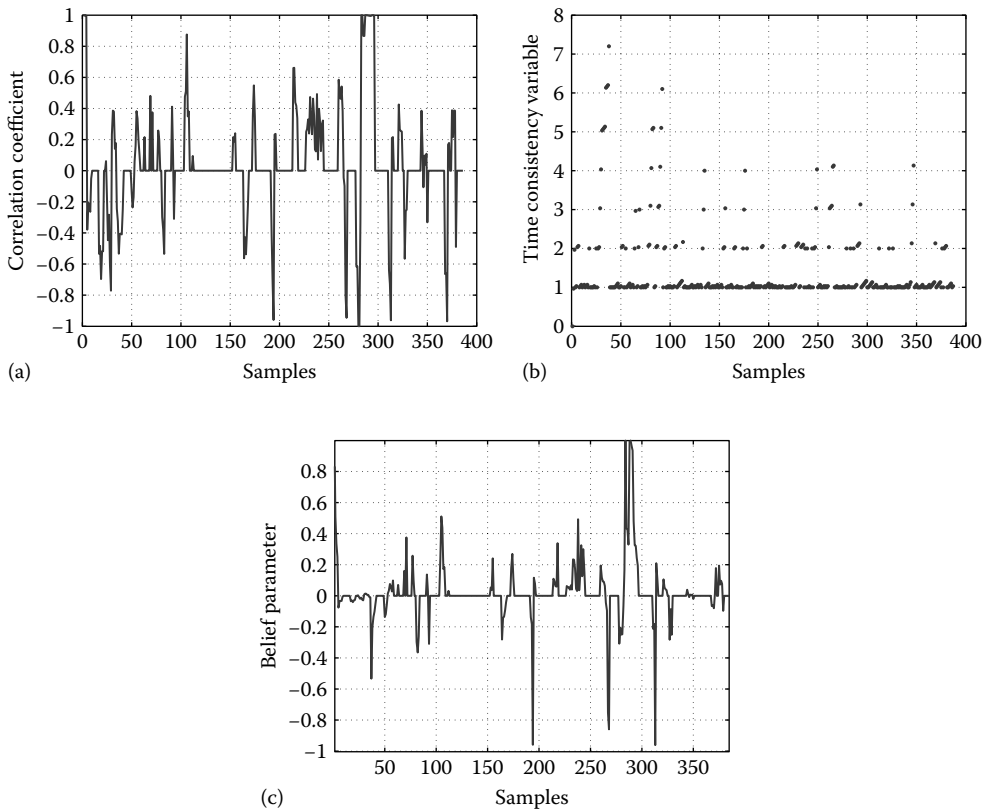 1
0.8
0.6
0.4
0.2
0
−0.2
−0.4
−0.6
−0.8
−1
Correlation coefficient
0 50 100 150 200 250 300 350 400
Samples
(a)
8
7
6
5
4
3
2
1
0
Time consistency variable
0 50 100 150 200 250 300 350 400
Samples
(b)
0.8
0.6
0.4
0.2
0
−0.2
−0.4
−0.6
−0.8
−1
Belief parameter
50 100 150 200 250 300 350
Samples
(c)